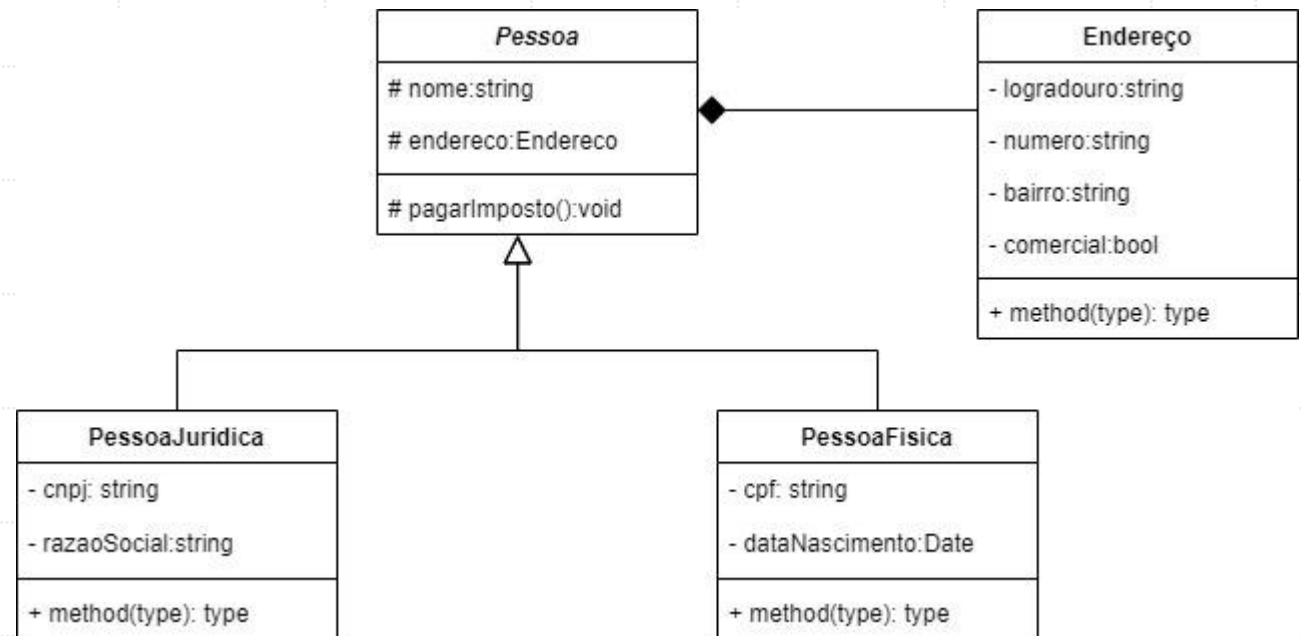 Pessoa
# nome:string
# endereco:Endereco
# pagarImposto():void
Endereço
- logradouro:string
- numero:string
- bairro:string
- comercial:bool
+ method(type): type
PessoaJuridica
- cnpj: string
- razaoSocial:string
+ method(type): type
PessoaFisica
- cpf: string
- dataNascimento:Date
+ method(type): type